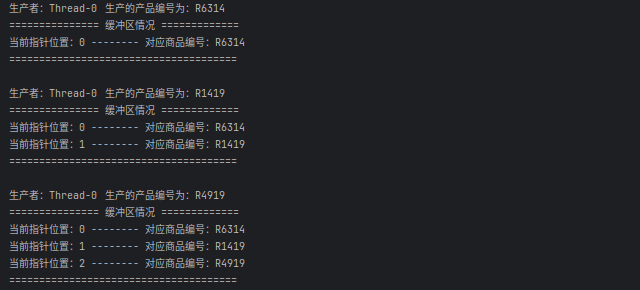 生产者：Thread-0 生产的产品编号为：R6314
=============== 缓冲区情况 =============
当前指针位置：0 -------- 对应商品编号：R6314
======================================
生产者：Thread-0 生产的产品编号为：R1419
=============== 缓冲区情况 =============
当前指针位置：0 -------- 对应商品编号：R6314
当前指针位置：1 -------- 对应商品编号：R1419
======================================
生产者：Thread-0 生产的产品编号为：R4919
=============== 缓冲区情况 =============
当前指针位置：0 -------- 对应商品编号：R6314
当前指针位置：1 -------- 对应商品编号：R1419
当前指针位置：2 -------- 对应商品编号：R4919
======================================